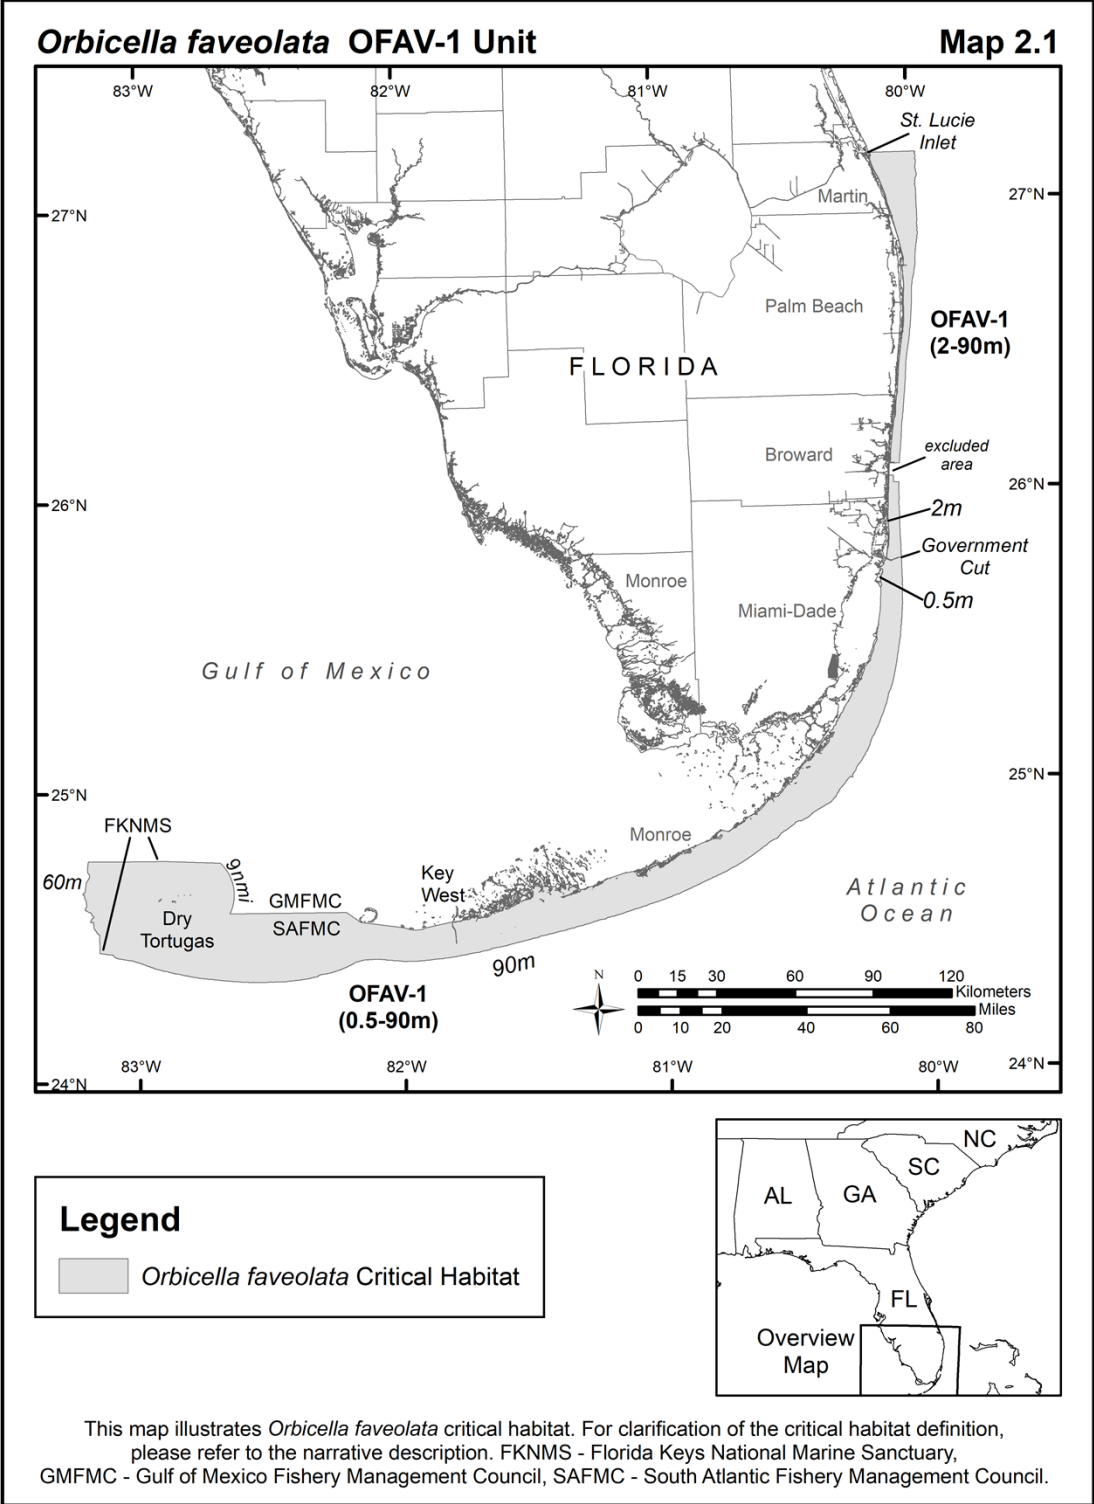 Orbicella faveolata OFAV-1 Unit
Map 2.1
83°W
82°W
81°W
80°W
St. Lucie
Inlet
27°N
27°N
Martin
Palm Beach
OFAV-1
(2-90m)
FLORIDA
Broward
excluded
area
26°N
26°N
2m
Government
Cut
0.5m
Monroe
Miami-Dade
Gulf of Mexico
25°N
25°N
FKNMS
Monroe
9nmi
60m
Key
West
GMFMC
SAFMC
Dry
Tortugas
Atlantic
Ocean
90m
OFAV-1
(0.5-90m)
N
0 15 30 60 90 120
Kilometers
Miles
0 10 20 40 60 80
83°W
82°W
81°W
80°W
24°N
24°N
NC
SC
AL
GA
FL
Overview
Map
Legend
Orbicella faveolata Critical Habitat
This map illustrates Orbicella faveolata critical habitat. For clarification of the critical habitat definition,
please refer to the narrative description. FKNMS - Florida Keys National Marine Sanctuary,
GMFMC - Gulf of Mexico Fishery Management Council, SAFMC - South Atlantic Fishery Management Council.